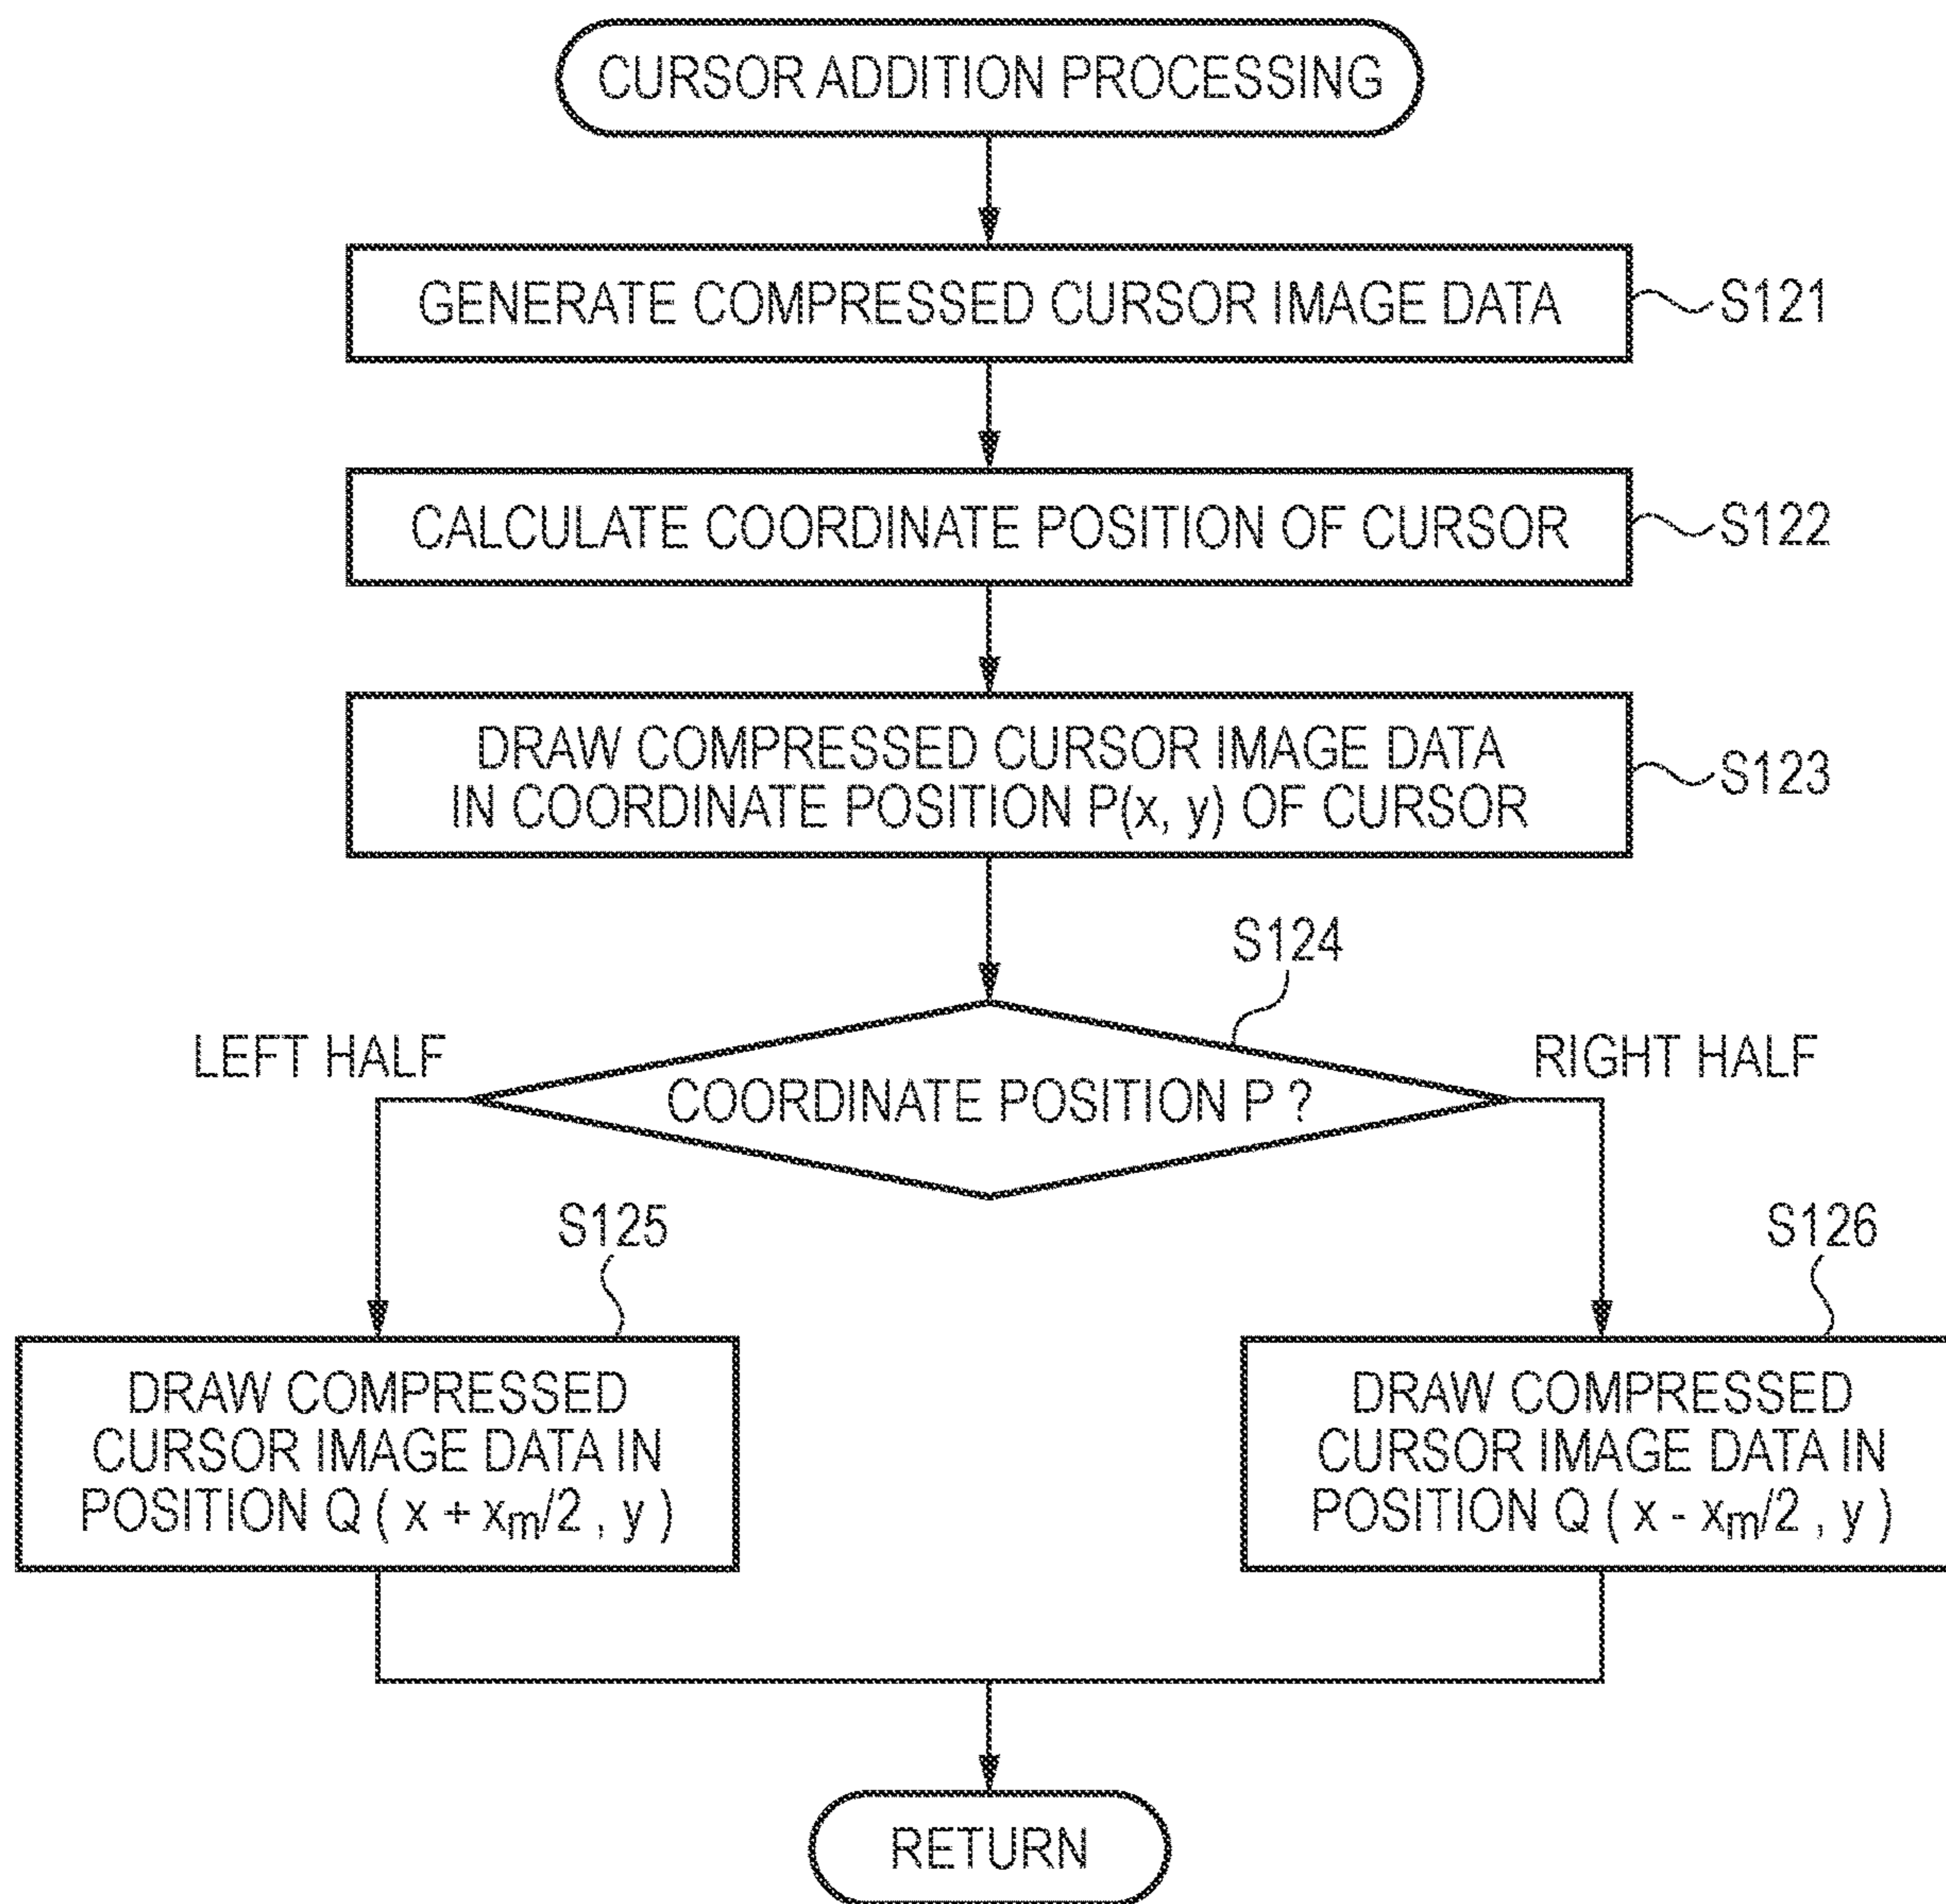 CURSOR ADDITION PROCESSING
GENERATE COMPRESSED CURSOR IMAGE DATA
S121
CALCULATE COORDINATE POSITION OF CURSOR
S122
DRAW COMPRESSED CURSOR IMAGE DATA
IN COORDINATE POSITION P(x, y) OF CURSOR
S123
S124
LEFT HALF
RIGHT HALF
COORDINATE POSITION P ?
S125
S126
DRAW COMPRESSED
CURSOR IMAGE DATA IN
POSITION Q ( x + xm/2 , y )
DRAW COMPRESSED
CURSOR IMAGE DATA IN
POSITION Q ( x - xm/2 , y )
RETURN